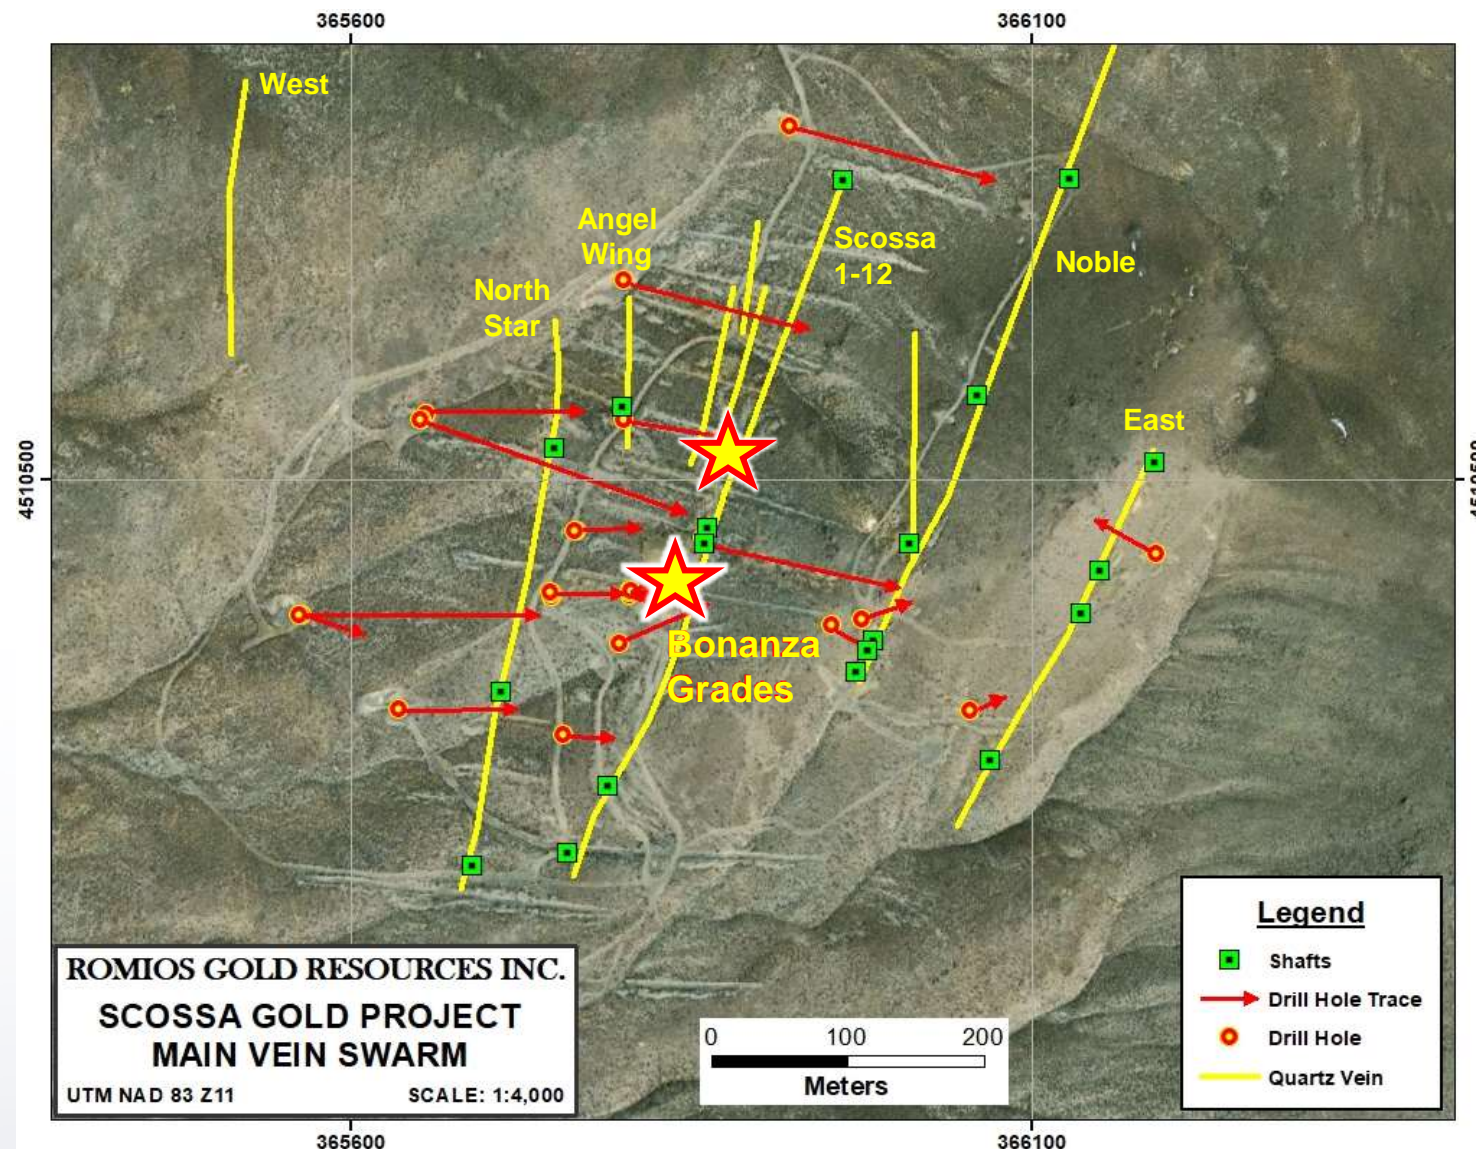 365600
366100
West
Angel
Wing
Scossa
1-12
Noble
North
Star
East
4510500
Bonanza
Grades
Legend
Shafts
Drill Hole Trace
Drill Hole
Quartz Vein
ROMIOS GOLD RESOURCES INC.
SCOSSA GOLD PROJECT
MAIN VEIN SWARM
UTM NAD 83 Z11
SCALE: 1:4,000
0 100 200
Meters
365600
366100